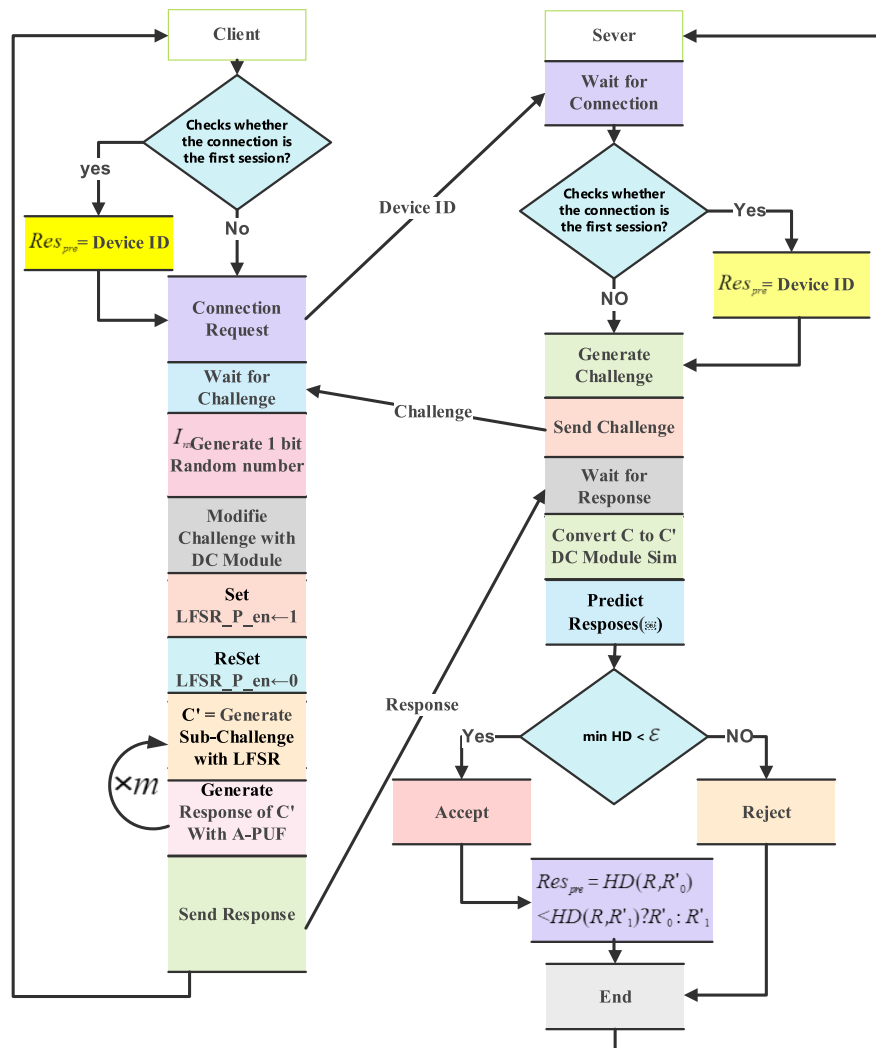 Client
Checks whether
the connection is
the first session?
yes
No
Res_pre= Device ID
Connection
Request
Wait for
Challenge
Generate 1 bit
Random number
Modifie
Challenge with
DC Module
Set
LFSR_P_en←1
ReSet
LFSR_P_en←0
C' = Generate
Sub-Challenge
with LFSR
×m
Generate
Response of C'
With A-PUF
Send Response
Device ID
Challenge
Response
Sever
Wait for
Connection
Checks whether
the connection is
the first session?
Yes
NO
Res_pre= Device ID
Generate
Challenge
Send Challenge
Wait for
Response
Convert C to C'
DC Module Sim
Predict
Resposes()
min HD < ε
Yes
NO
Accept
Reject
Res_pre = HD(R,R'_0)
<HD(R,R'_1)?R'_0 : R'_1
End